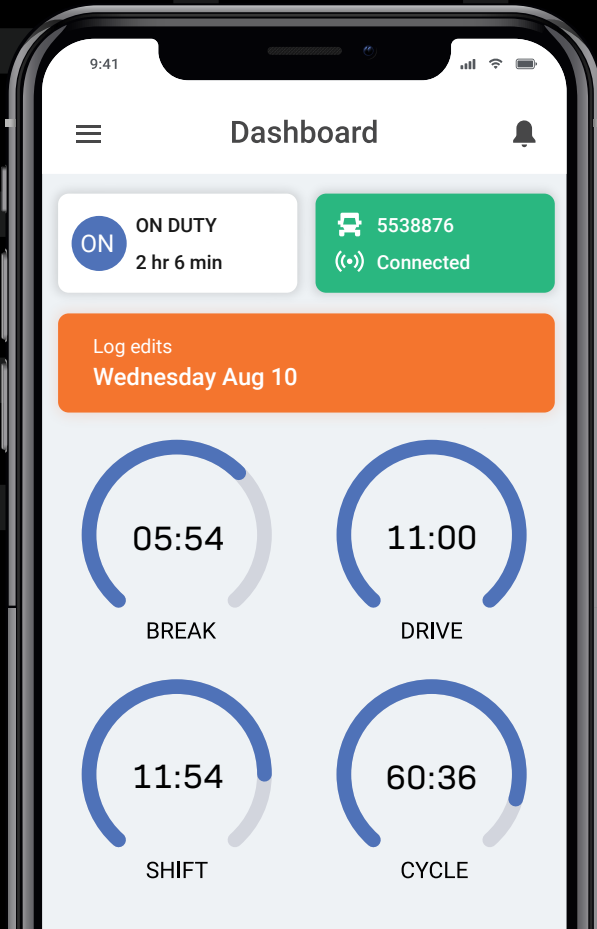 9:41
Dashboard
ON
ON DUTY
2 hr 6 min
5538876
Connected
Log edits
Wednesday Aug 10
05:54
BREAK
11:00
DRIVE
11:54
SHIFT
60:36
CYCLE